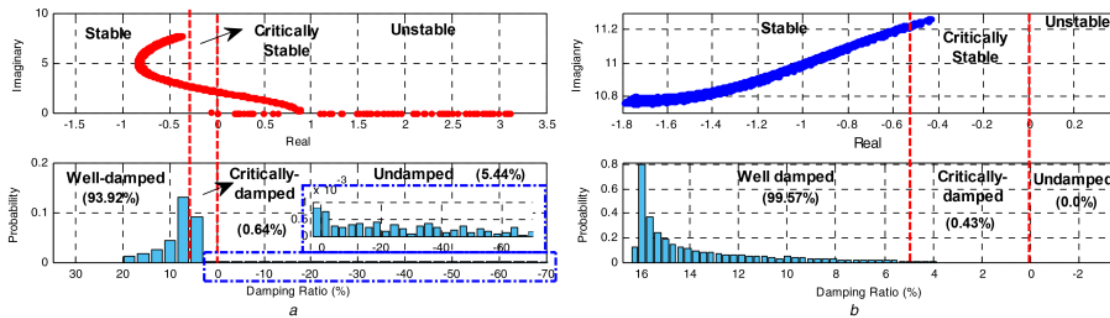 10
5
0
Imaginary
Stable
Critically
Stable
Unstable
-1.5 -1 -0.5 0 0.5 1 1.5 2 2.5 3 3.5
Real
0.2
0.1
0
Probability
Well-damped
(93.92%)
Critically-
damped
(0.64%)
Undamped (5.44%)
x 10^-3
1
0.5
0
0 -20 -40 -60
30 20 10 0 -10 -20 -30 -40 -50 -60 -70
Damping Ratio (%)
a
11.2
11
10.8
Imagianry
Stable
Critically
Stable
Unstable
-1.8 -1.6 -1.4 -1.2 -1 -0.8 -0.6 -0.4 -0.2 0 0.2
Real
0.8
0.6
0.4
0.2
0
Probability
Well damped
(99.57%)
Critically-
damped
(0.43%)
Undamped
(0.0%)
16 14 12 10 8 6 4 2 0 -2
Damping Ratio (%)
b